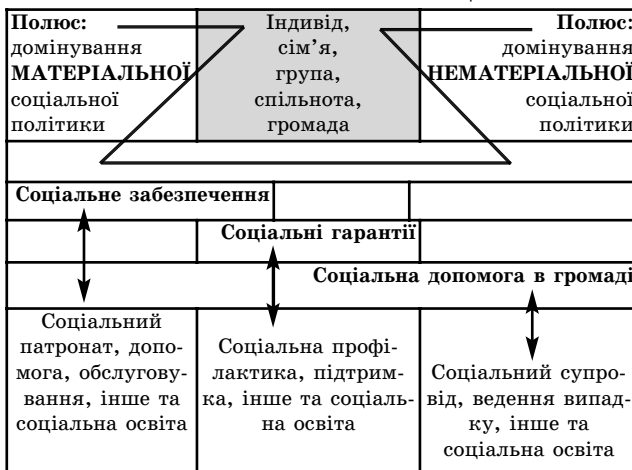 Полюс:
домінування
МАТЕРІАЛЬНОЇ
соціальної
політики
Індивід,
сім’я,
група,
спільнота,
громада
Полюс:
домінування
НЕМАТЕРІАЛЬНОЇ
соціальної
політики
Соціальне забезпечення
Соціальні гарантії
Соціальна допомога в громаді
Соціальний
патронат, допо-
мога, обслугову-
вання, інше та
соціальна освіта
Соціальна профі-
лактика, підтрим-
ка, інше та соціаль-
на освіта
Соціальний супро-
від, ведення випад-
ку, інше та
соціальна освіта